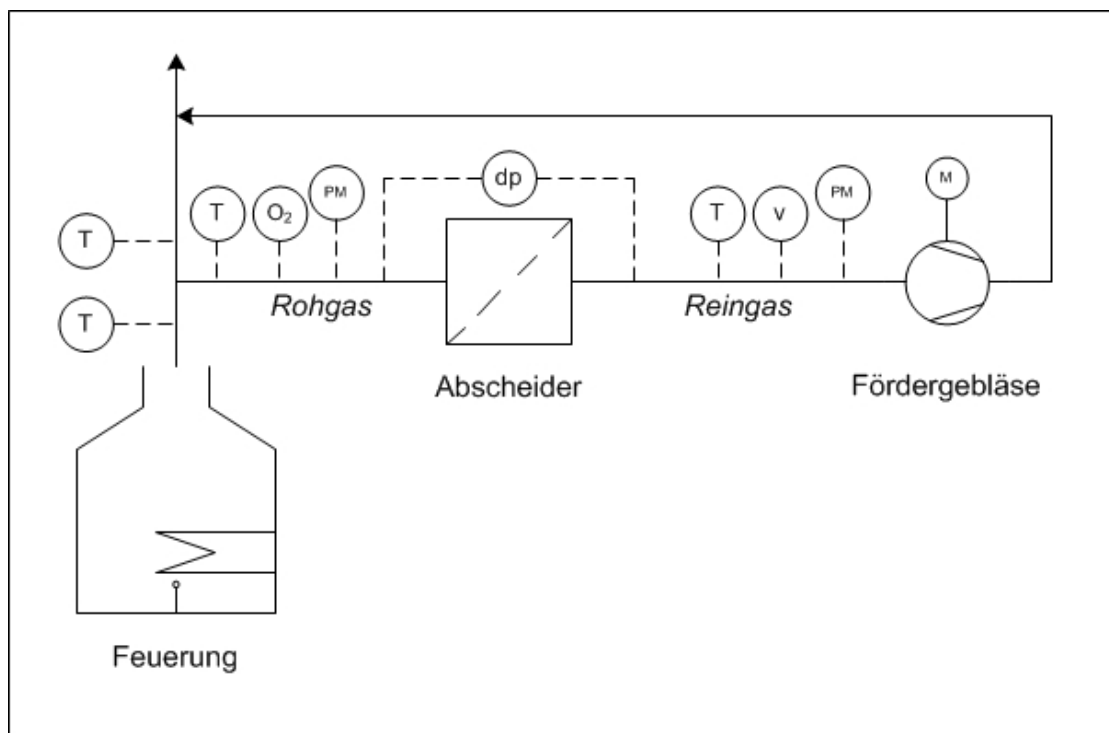 dp
T
O₂
PM
T
v
PM
M
T
T
Rohgas
Reingas
Abscheider
Fördergebläse
Feuerung